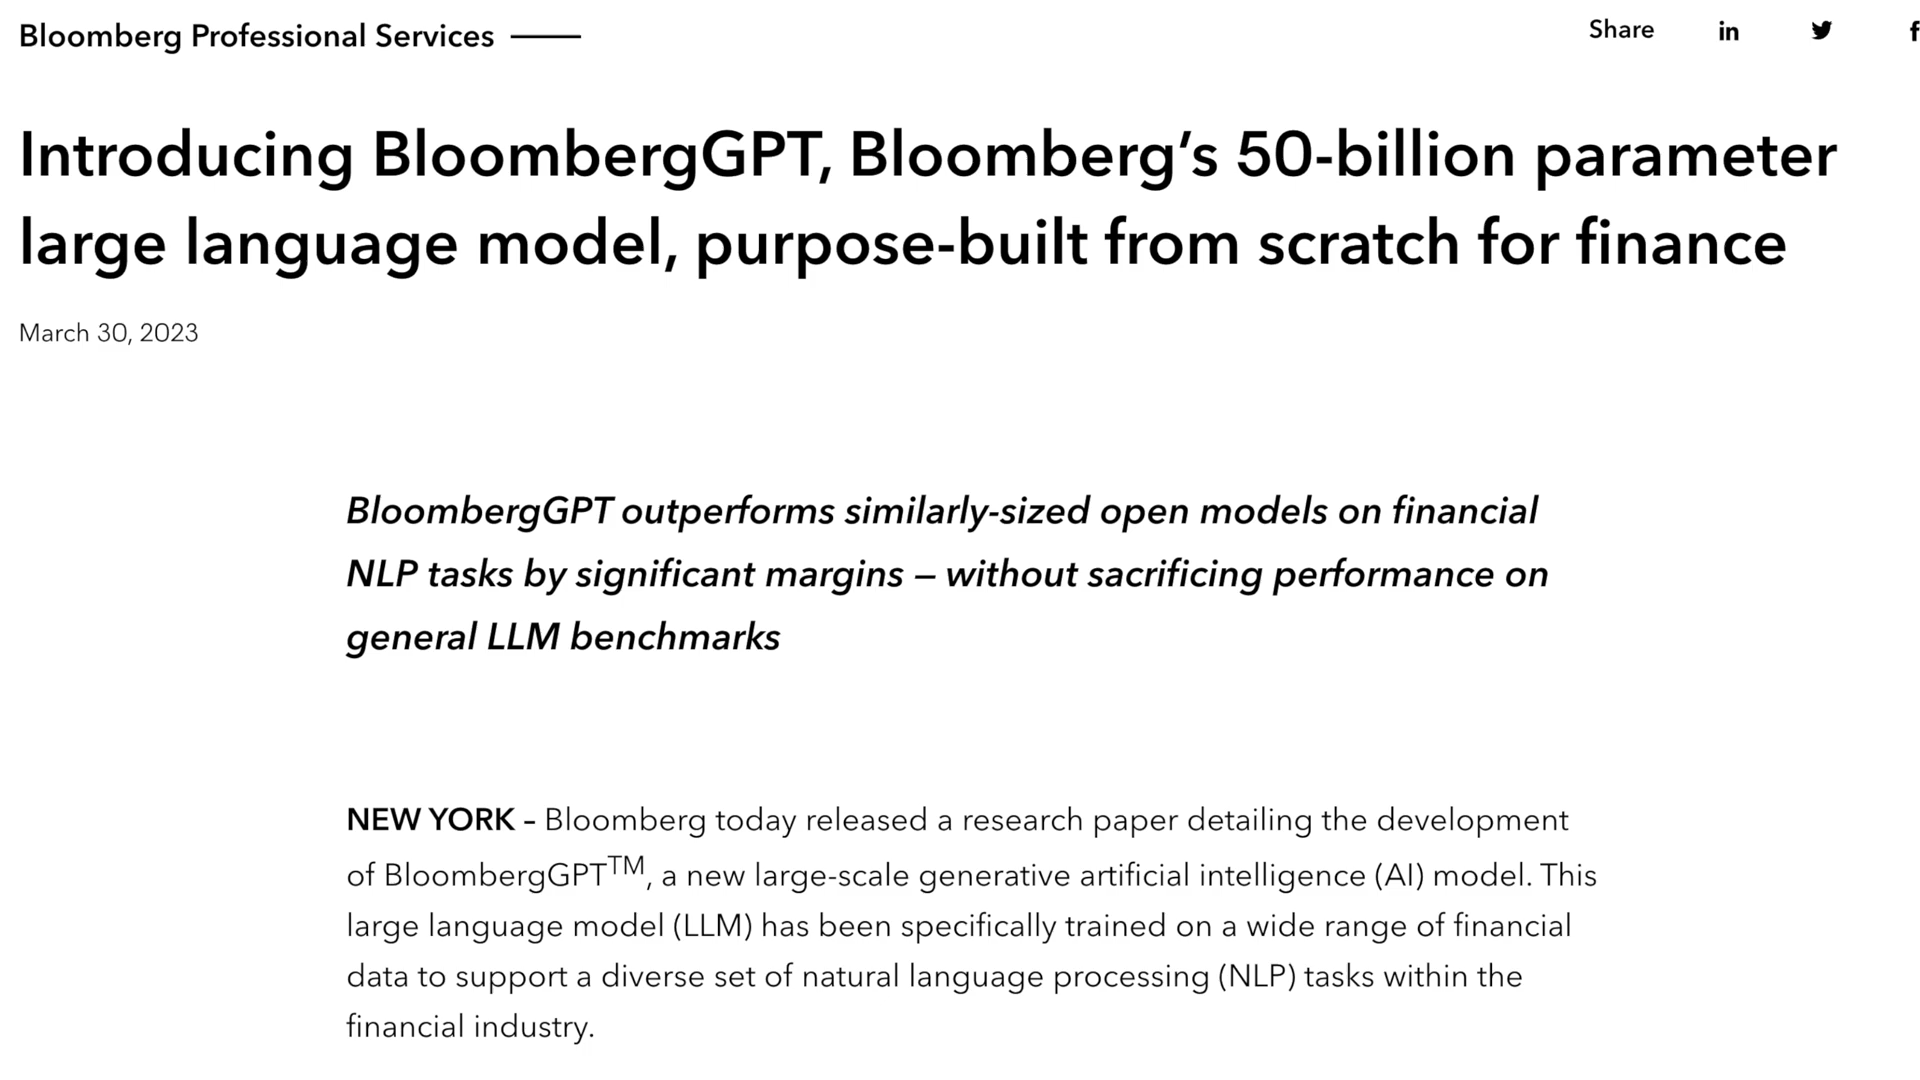 Bloomberg Professional Services
Share
Introducing BloombergGPT, Bloomberg’s 50-billion parameter
large language model, purpose-built from scratch for finance
March 30, 2023
BloombergGPT outperforms similarly-sized open models on financial
NLP tasks by significant margins – without sacrificing performance on
general LLM benchmarks
NEW YORK – Bloomberg today released a research paper detailing the development
of BloombergGPTTM, a new large-scale generative artificial intelligence (AI) model. This
large language model (LLM) has been specifically trained on a wide range of financial
data to support a diverse set of natural language processing (NLP) tasks within the
financial industry.